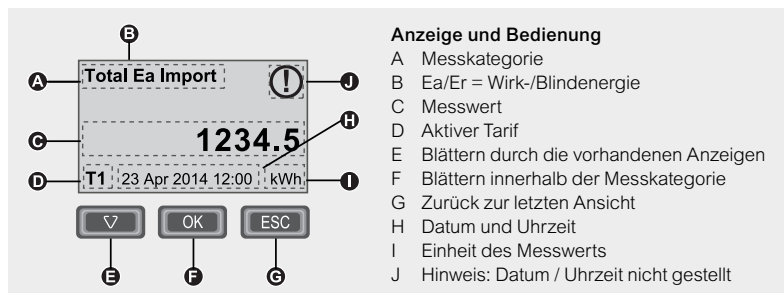 B
A
Total Ea Import
J
H
C
1234.5
D
T1 23 Apr 2014 12:00 kWh
I
OK ESC
E
F
G
Anzeige und Bedienung
A Messkategorie
B Ea/Er = Wirk-/Blindenergie
C Messwert
D Aktiver Tarif
E Blättern durch die vorhandenen Anzeigen
F Blättern innerhalb der Messkategorie
G Zurück zur letzten Ansicht
H Datum und Uhrzeit
I Einheit des Messwerts
J Hinweis: Datum / Uhrzeit nicht gestellt